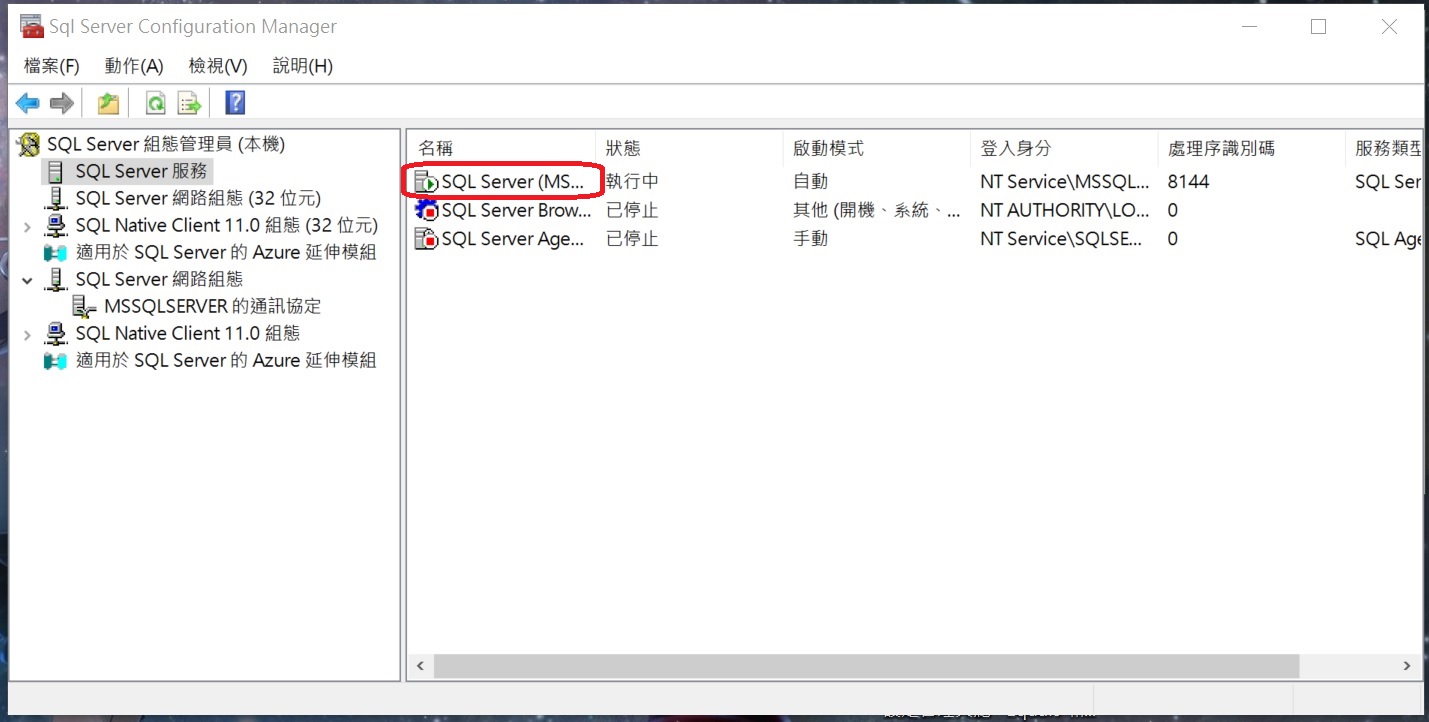 Sql Server Configuration Manager
檔案(F) 動作(A) 檢視(V) 說明(H)
SQL Server 組態管理員 (本機)
SQL Server 服務
SQL Server 網路組態 (32 位元)
SQL Native Client 11.0 組態 (32 位元)
適用於 SQL Server 的 Azure 延伸模組
SQL Server 網路組態
MSSQLSERVER 的通訊協定
SQL Native Client 11.0 組態
適用於 SQL Server 的 Azure 延伸模組
名稱 狀態 啟動模式 登入身分 處理序識別碼 服務類型
SQL Server (MS... 執行中 自動 NT Service\MSSQL... 8144 SQL Ser
SQL Server Brow... 已停止 其他 (開機、系統、... NT AUTHORITY\LO... 0
SQL Server Age... 已停止 手動 NT Service\SQLSE... 0 SQL Age